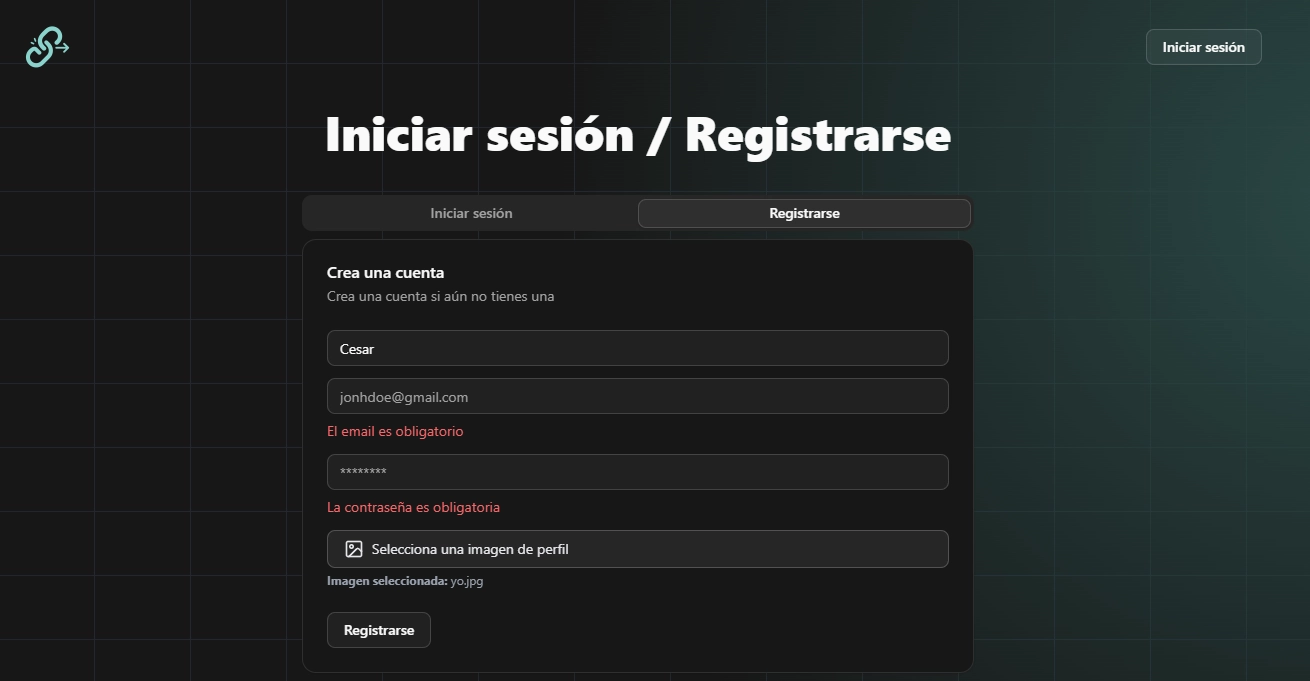 Iniciar sesión
Iniciar sesión / Registrarse
Iniciar sesión
Registrarse
Crea una cuenta
Crea una cuenta si aún no tienes una
Cesar
jonhdoe@gmail.com
El email es obligatorio
********
La contraseña es obligatoria
Selecciona una imagen de perfil
Imagen seleccionada: yo.jpg
Registrarse